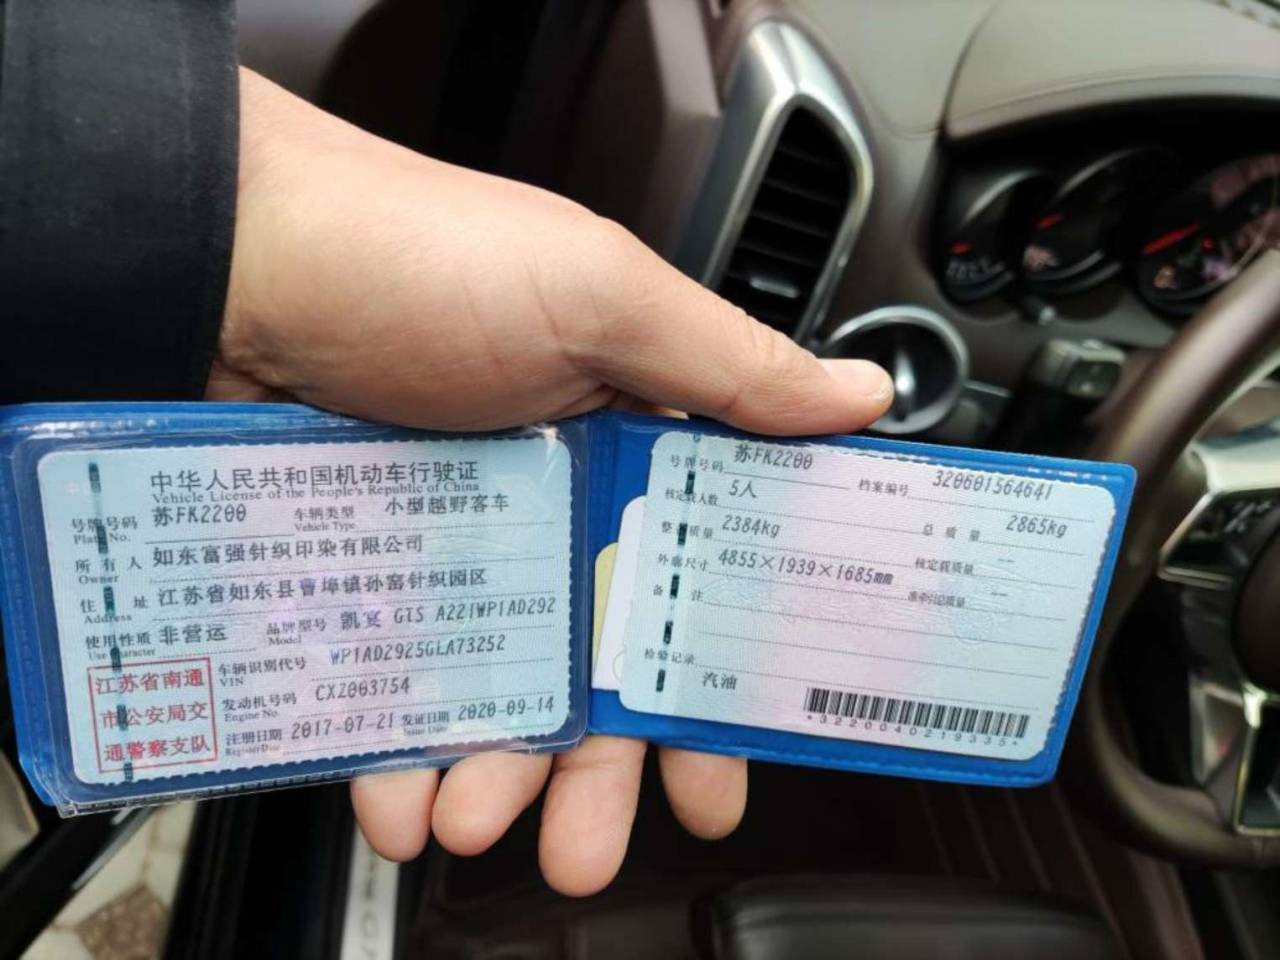 中华人民共和国机动车行驶证
Vehicle License of the People's Republic of China
号牌号码 苏FK2200 车辆类型 小型越野客车
Plate No. Vehicle Type
所有人 如东富强针织印染有限公司
Owner
住址 江苏省如东县曹埠镇孙窑针织园区
Address
使用性质 非营运 品牌型号 凯宴 GTS A221WP1AD292
Use Character Model
江苏省南通
市公安局交
通警察支队
车辆识别代号 WP1AD2925GLA73252
VIN
发动机号码 CXZ003754
Engine No.
注册日期 2017-07-21 发证日期 2020-09-14
Register Date Issue Date
号牌号码 苏FK2200 档案编号 320601564641
核定载人数 5人 总质量 2865kg
整备质量 2384kg 核定载质量 --
外廓尺寸 4855×1939×1685mm 准牵引总质量 --
备注
检验记录
汽油
*3220040219335*